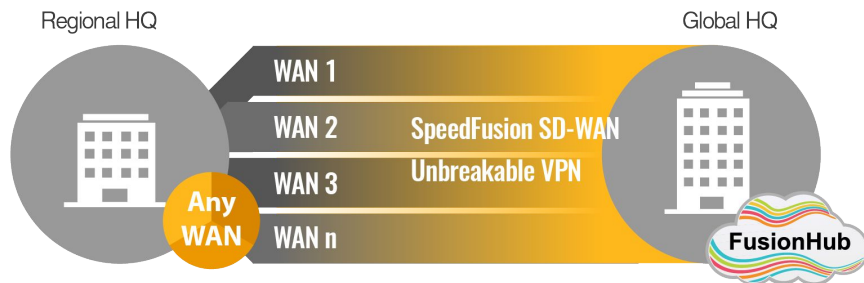 Regional HQ
Global HQ
WAN 1
WAN 2
SpeedFusion SD-WAN
Unbreakable VPN
WAN 3
Any
WAN
WAN n
FusionHub